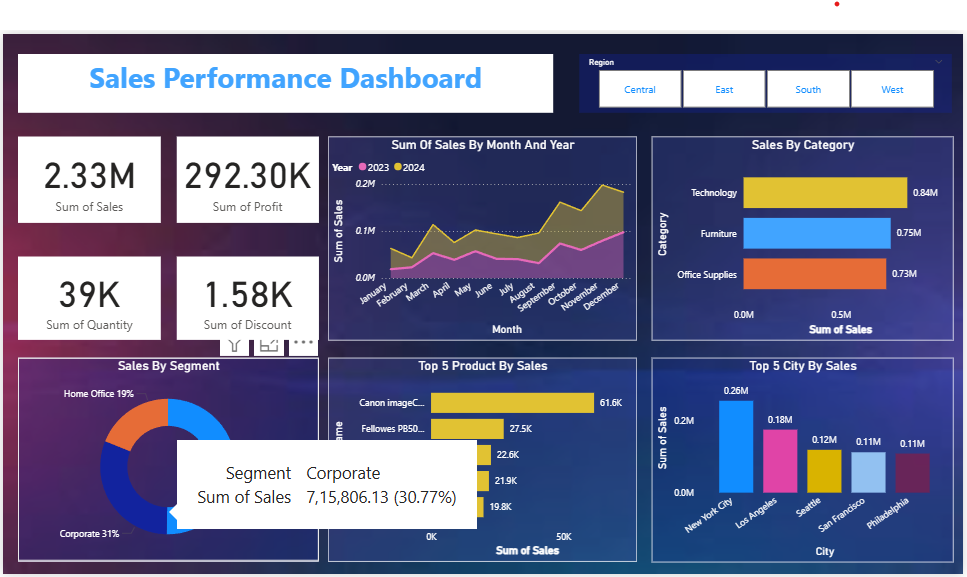 Sales Performance Dashboard
Region
Central
East
South
West
2.33M
Sum of Sales
292.30K
Sum of Profit
39K
Sum of Quantity
1.58K
Sum of Discount
Sum Of Sales By Month And Year
Year 2023 2024
0.2M
0.1M
0.0M
Sum of Sales
January
February
March
April
May
June
July
August
September
October
November
December
Month
Sales By Category
Category
Technology
0.84M
Furniture
0.75M
Office Supplies
0.73M
0.0M
0.5M
Sum of Sales
Sales By Segment
Home Office 19%
Corporate 31%
Segment Corporate
Sum of Sales 7,15,806.13 (30.77%)
Top 5 Product By Sales
Canon imageC...
61.6K
Fellowes PB50...
27.5K
22.6K
21.9K
19.8K
0K
50K
Sum of Sales
Top 5 City By Sales
Sum of Sales
0.2M
0.0M
0.26M
0.18M
0.12M
0.11M
0.11M
New York City
Los Angeles
Seattle
San Francisco
Philadelphia
City